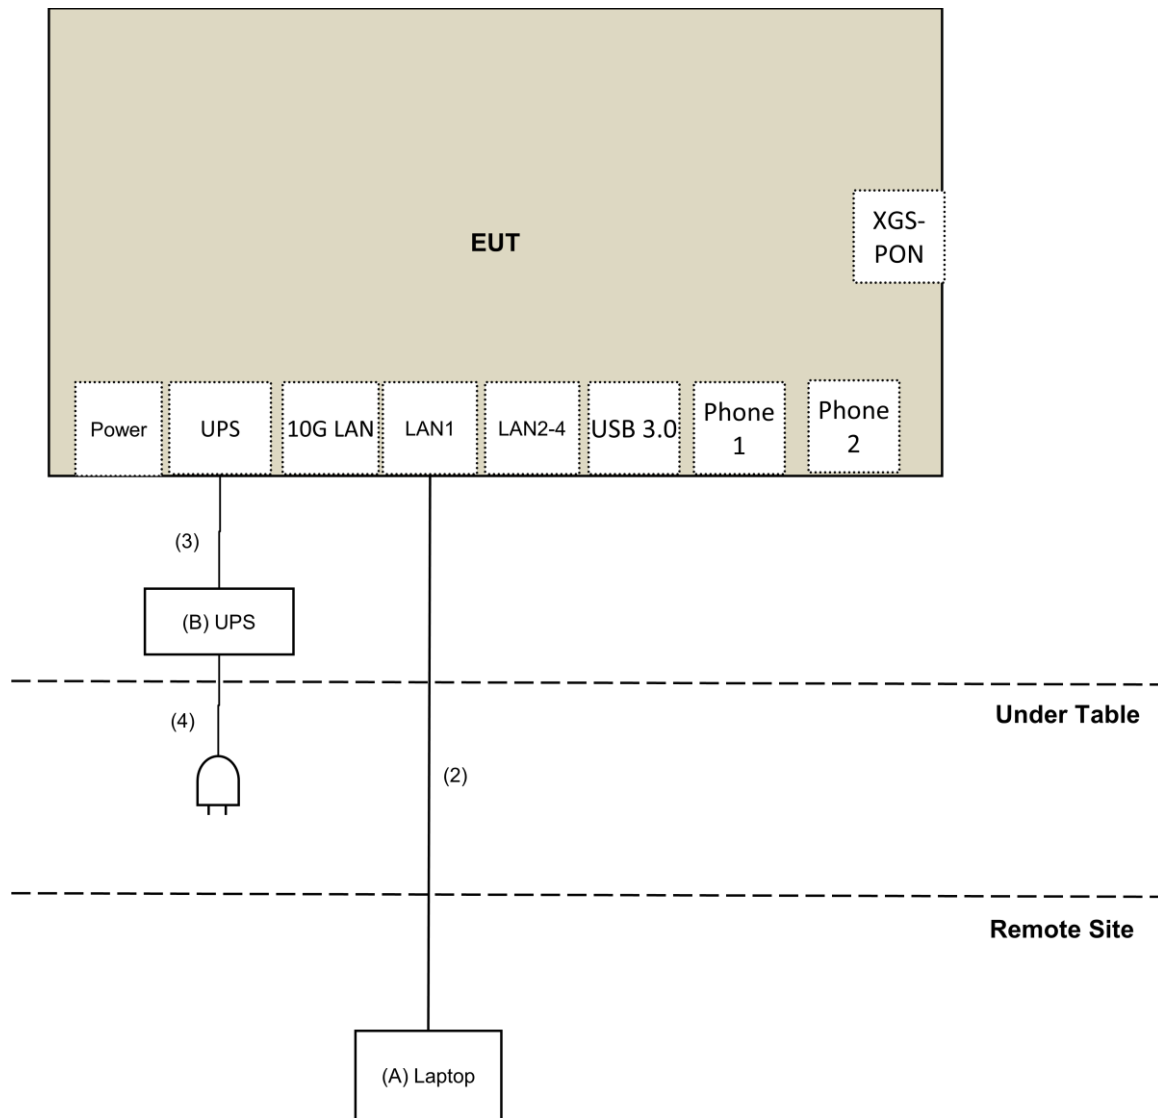 EUT
XGS-
PON
Power
UPS
10G LAN
LAN1
LAN2-4
USB 3.0
Phone
1
Phone
2
(3)
(B) UPS
Under Table
(4)
(2)
Remote Site
(A) Laptop